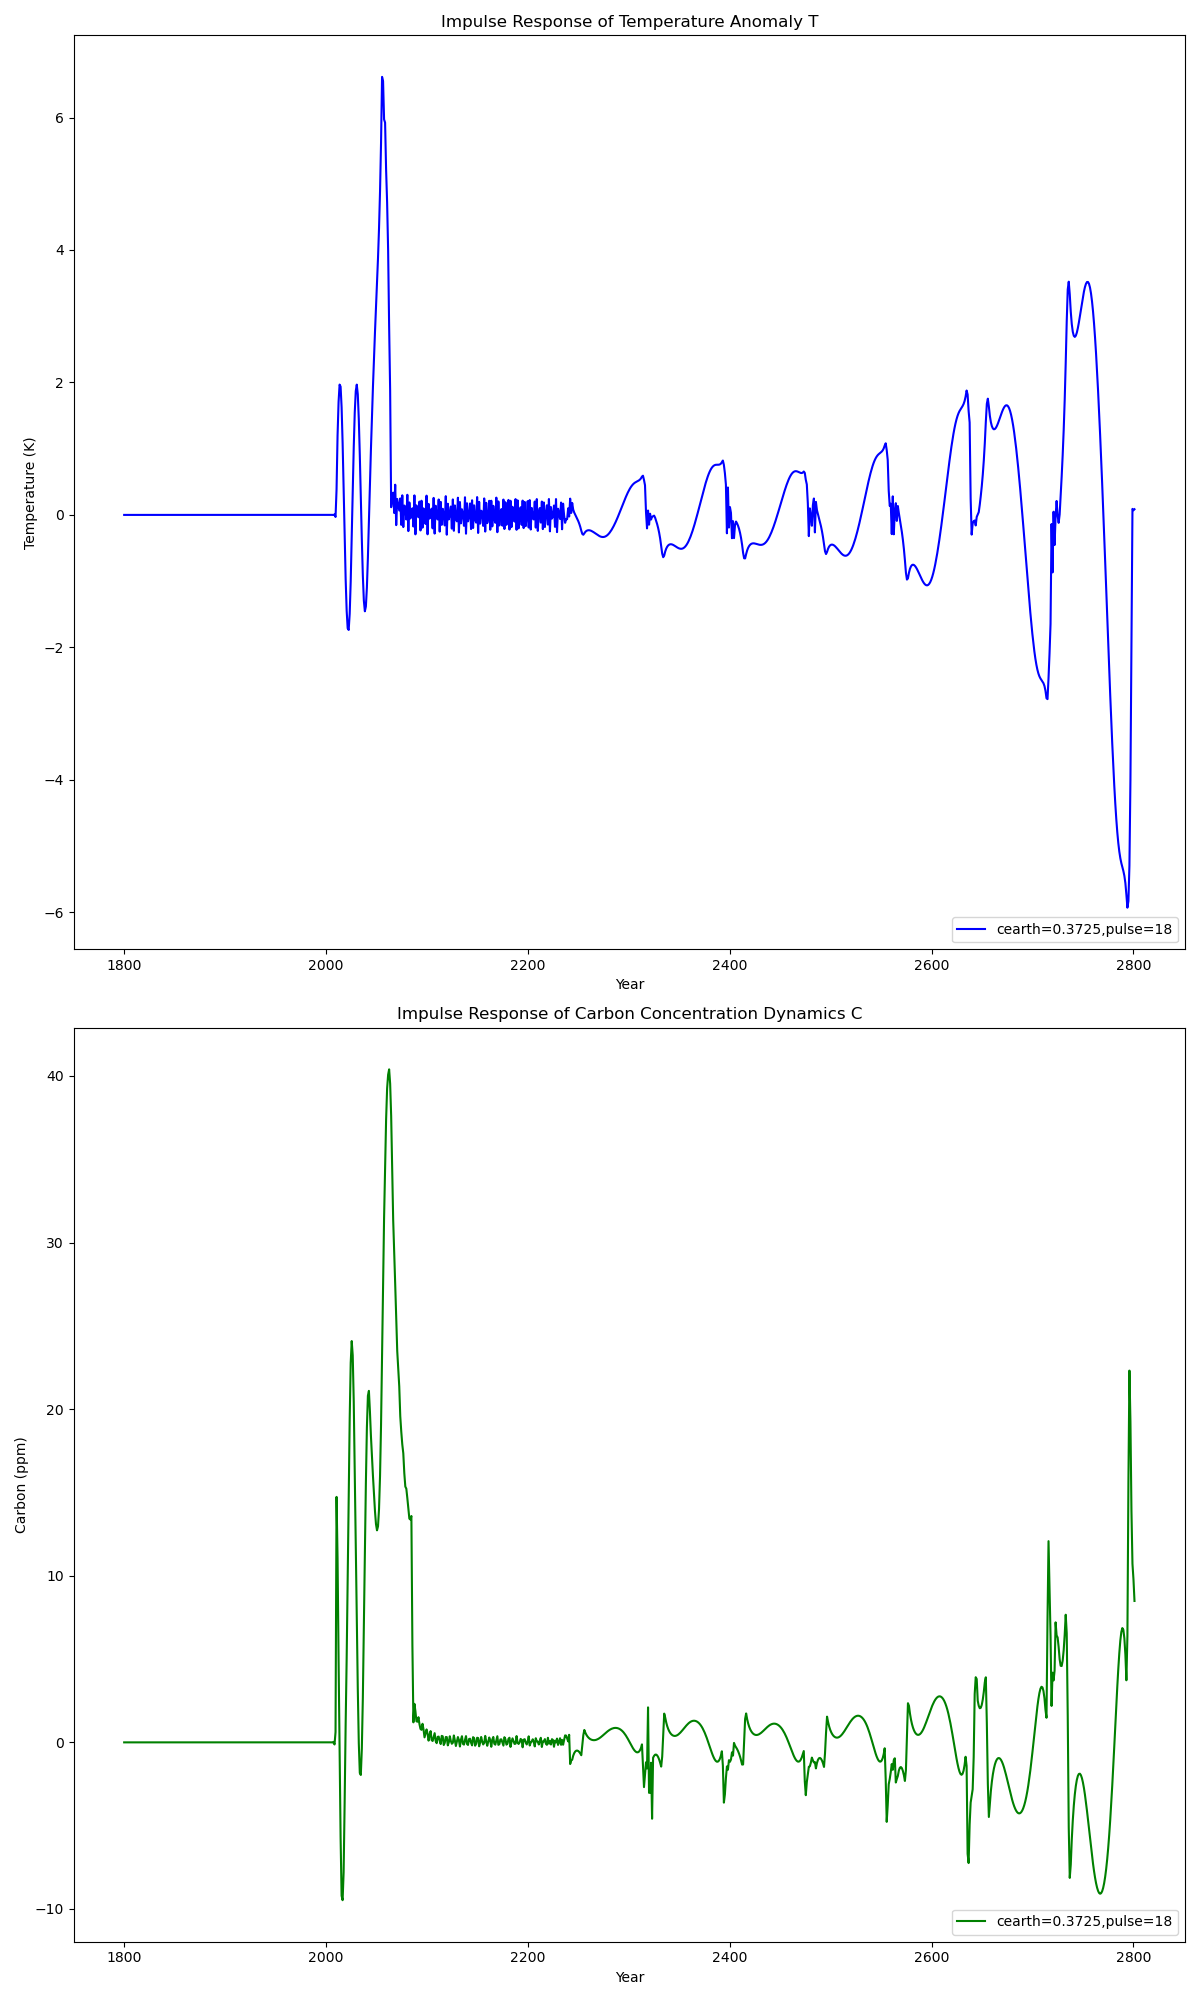 Impulse Response of Temperature Anomaly T
6
4
2
0
−2
−4
−6
Temperature (K)
cearth=0.3725,pulse=18
1800 2000 2200 2400 2600 2800
Year
Impulse Response of Carbon Concentration Dynamics C
40
30
20
10
0
−10
Carbon (ppm)
cearth=0.3725,pulse=18
1800 2000 2200 2400 2600 2800
Year